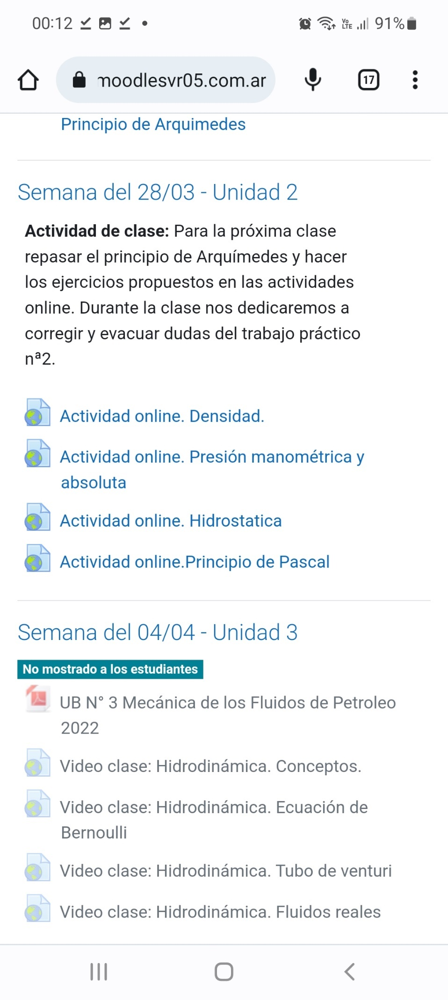 00:12
Vo LTE 91%
moodlesvr05.com.ar
17
Principio de Arquimedes
Semana del 28/03 - Unidad 2
Actividad de clase: Para la próxima clase
repasar el principio de Arquímedes y hacer
los ejercicios propuestos en las actividades
online. Durante la clase nos dedicaremos a
corregir y evacuar dudas del trabajo práctico
nª2.
Actividad online. Densidad.
Actividad online. Presión manométrica y
absoluta
Actividad online. Hidrostatica
Actividad online.Principio de Pascal
Semana del 04/04 - Unidad 3
No mostrado a los estudiantes
UB N° 3 Mecánica de los Fluidos de Petroleo
2022
Video clase: Hidrodinámica. Conceptos.
Video clase: Hidrodinámica. Ecuación de
Bernoulli
Video clase: Hidrodinámica. Tubo de venturi
Video clase: Hidrodinámica. Fluidos reales